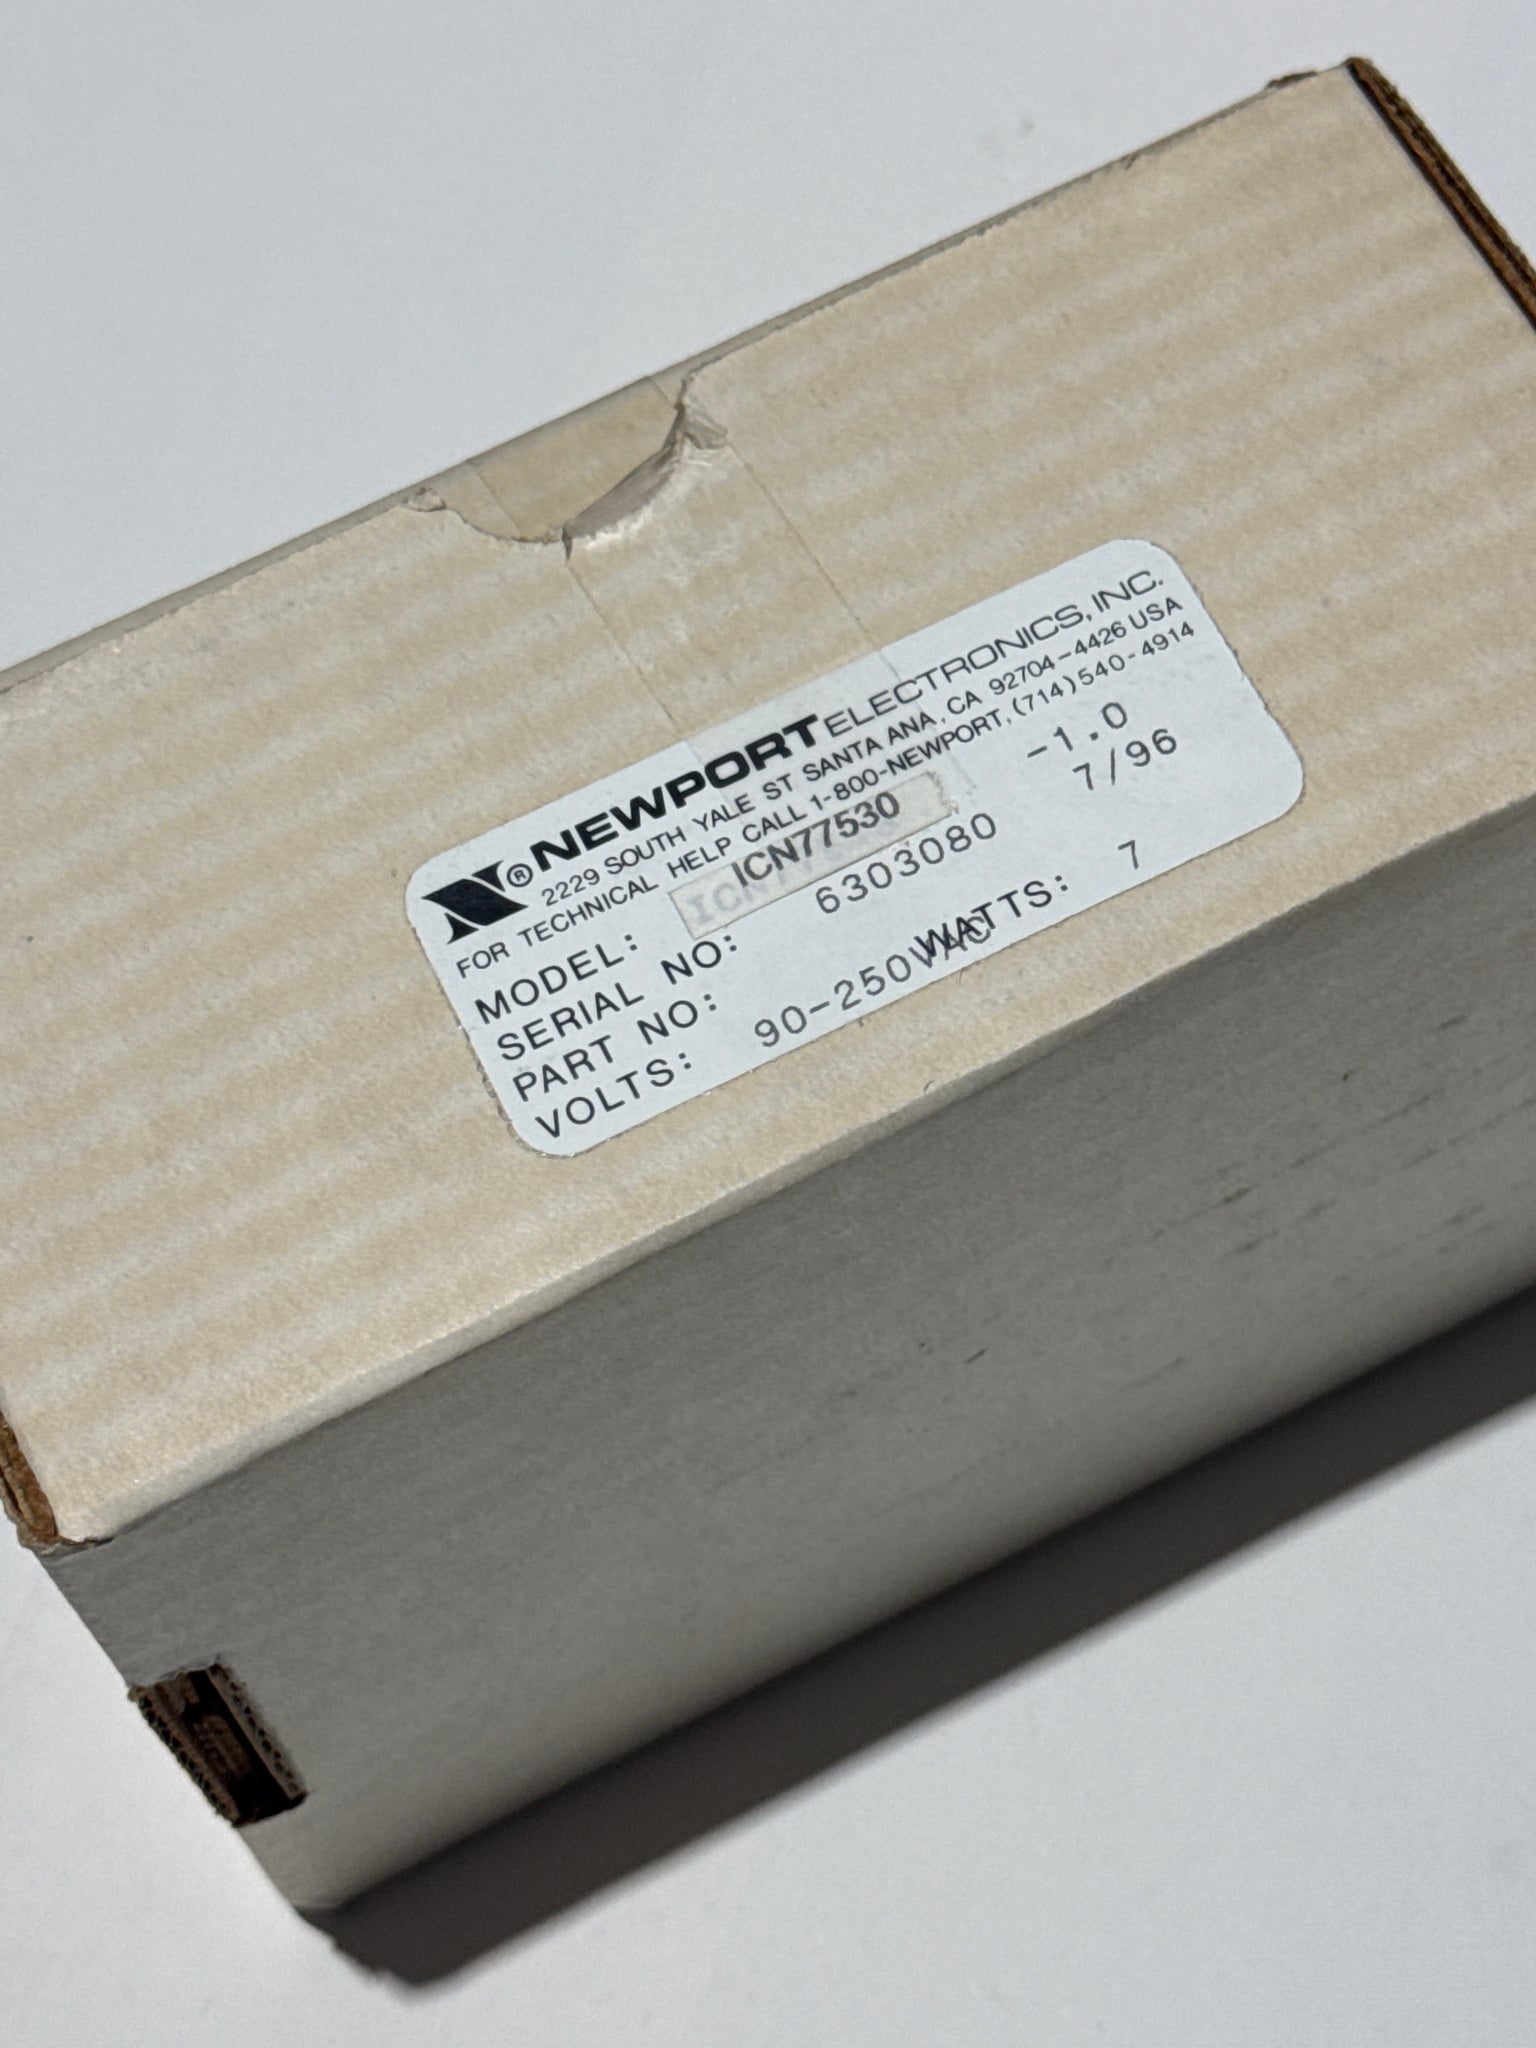 N® NEWPORT ELECTRONICS, INC.
2229 SOUTH YALE ST SANTA ANA, CA 92704-4426 USA
FOR TECHNICAL HELP CALL 1-800-NEWPORT, (714) 540-4914
MODEL: ICN77530 -1.0
SERIAL NO: 6303080 7/96
PART NO:
VOLTS: 90-250VAC WATTS: 7